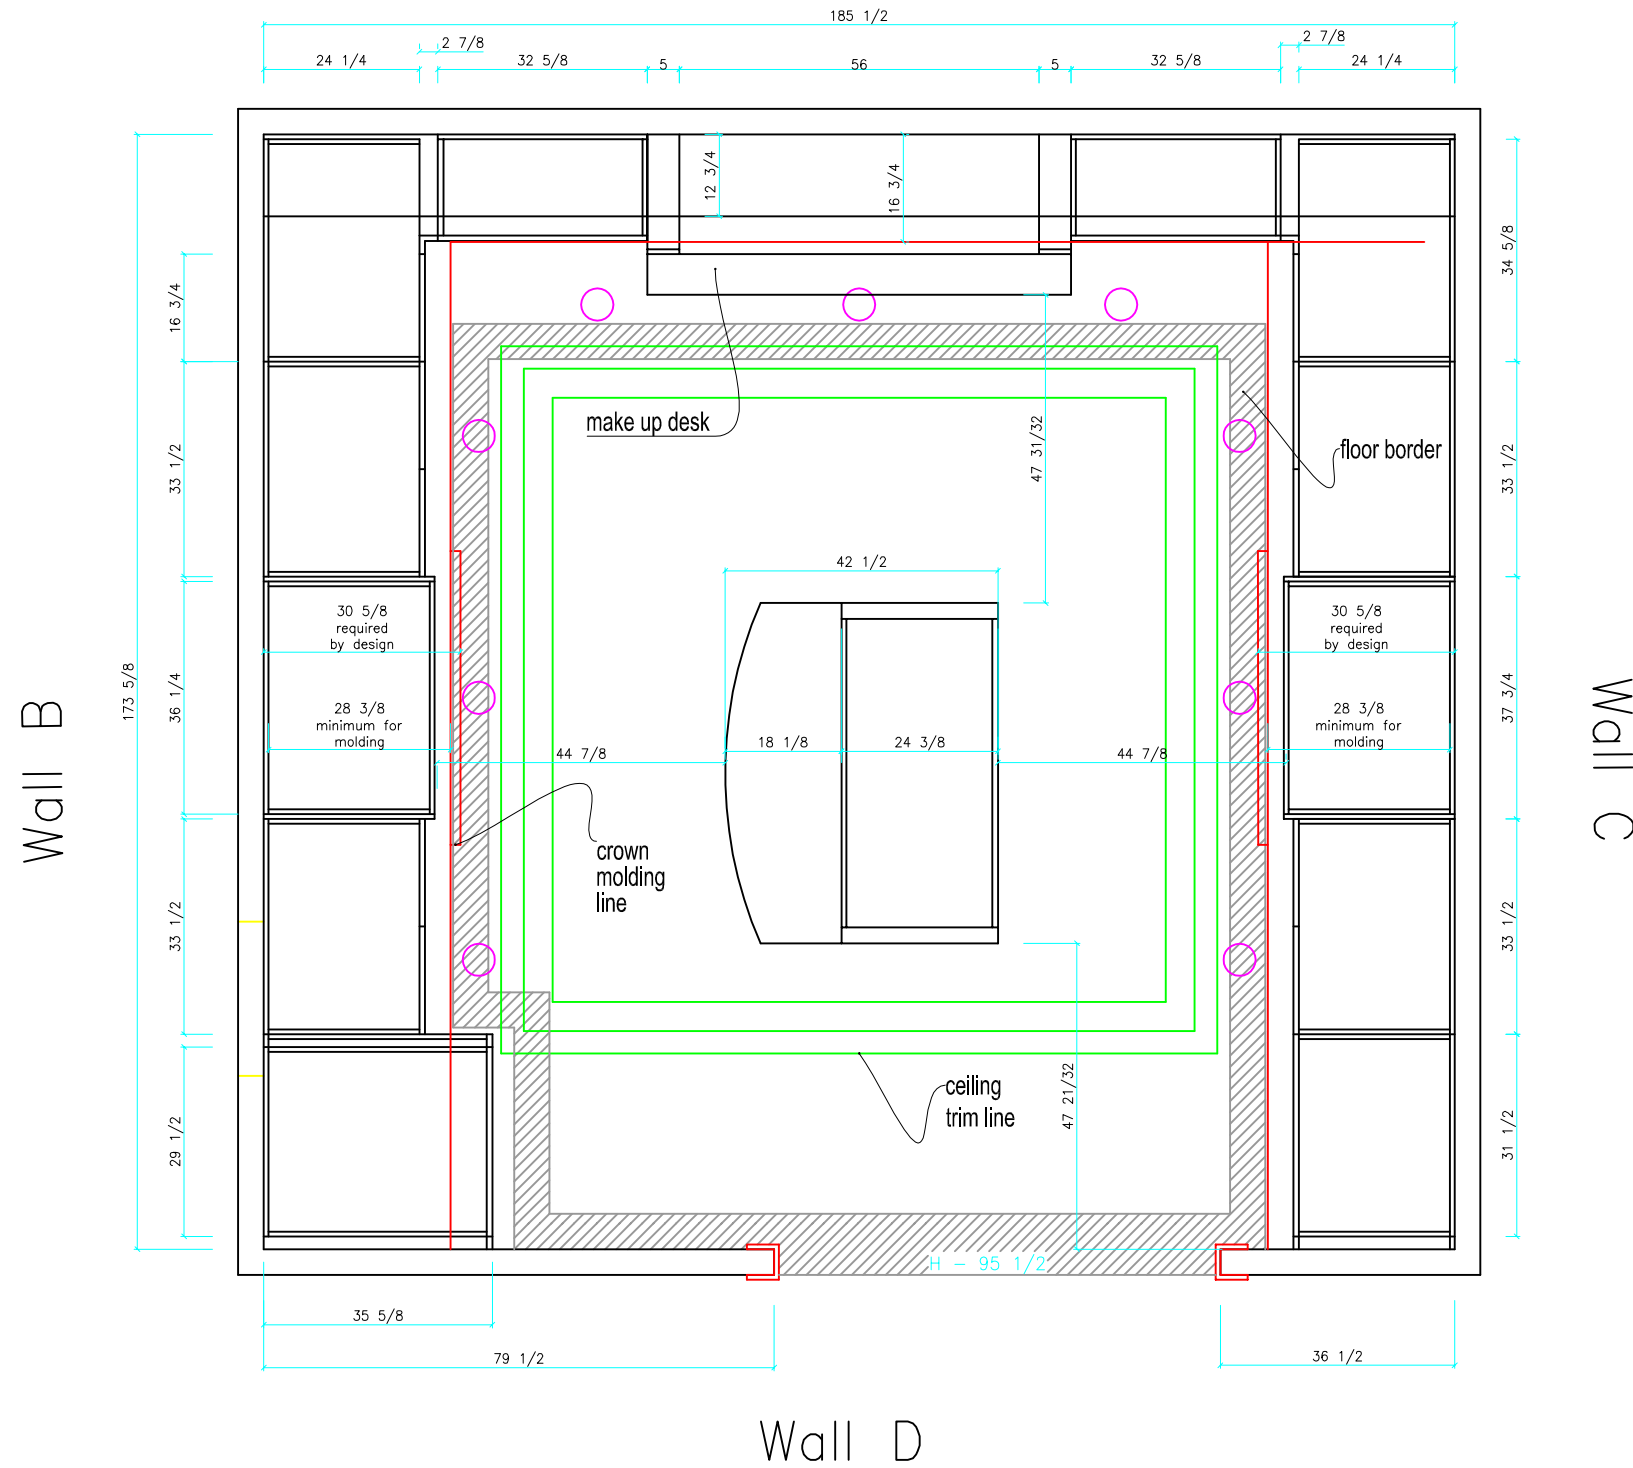 185 1/2
2 7/8
2 7/8
24 1/4
32 5/8
5
56
5
32 5/8
24 1/4
12 3/4
16 3/4
34 5/8
16 3/4
make up desk
floor border
33 1/2
47 31/32
33 1/2
42 1/2
30 5/8
required
by design
30 5/8
required
by design
173 5/8
36 1/4
37 3/4
28 3/8
minimum for
molding
28 3/8
minimum for
molding
44 7/8
18 1/8
24 3/8
44 7/8
Wall B
Wall C
crown
molding
line
33 1/2
33 1/2
ceiling
trim line
47 21/32
29 1/2
31 1/2
H - 95 1/2
35 5/8
79 1/2
36 1/2
Wall D